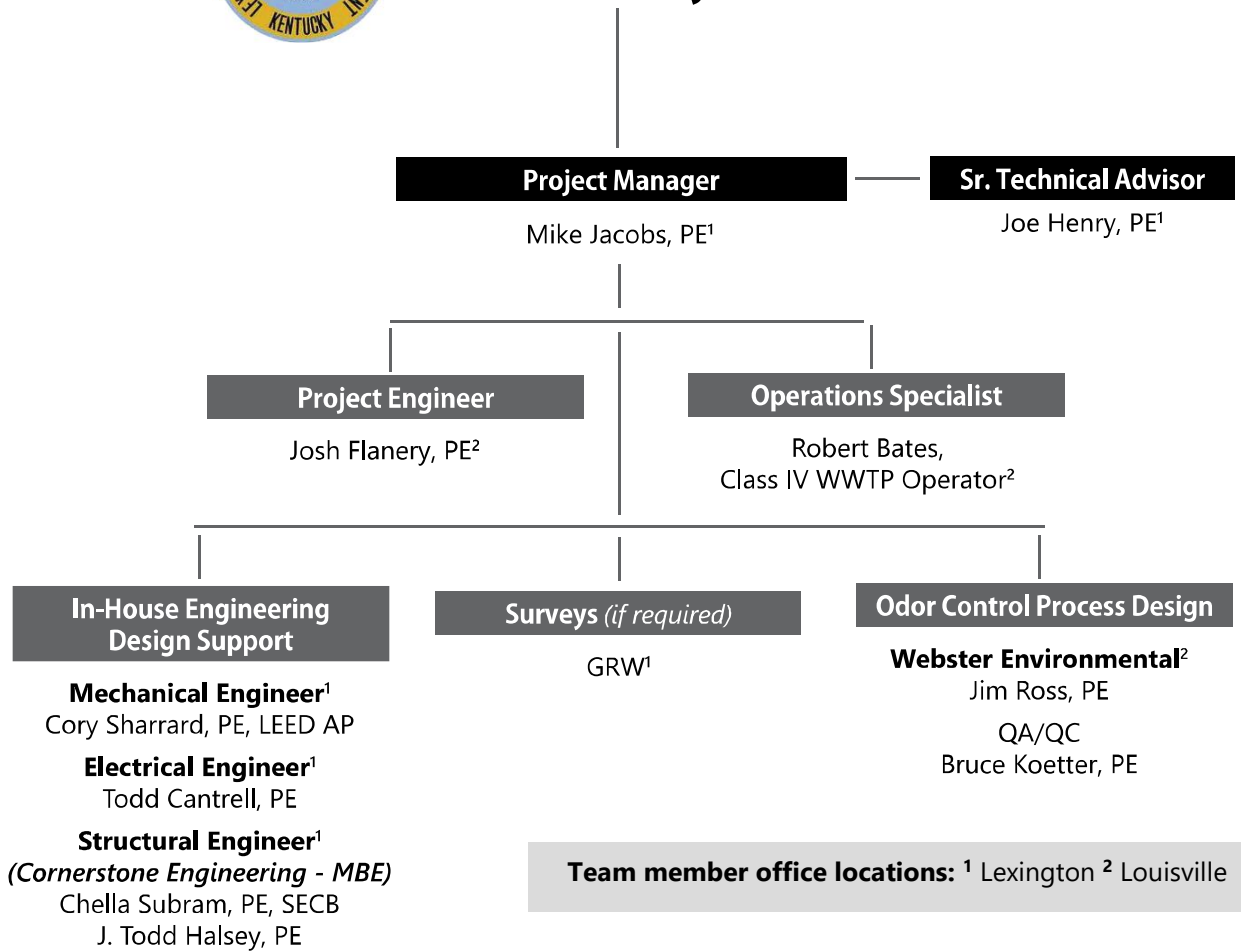 KENTUCKY
Project Manager
Mike Jacobs, PE¹
Sr. Technical Advisor
Joe Henry, PE¹
Project Engineer
Josh Flanery, PE²
Operations Specialist
Robert Bates,
Class IV WWTP Operator²
In-House Engineering
Design Support
Mechanical Engineer¹
Cory Sharrard, PE, LEED AP
Electrical Engineer¹
Todd Cantrell, PE
Structural Engineer¹
(Cornerstone Engineering - MBE)
Chella Subram, PE, SECB
J. Todd Halsey, PE
Surveys (if required)
GRW¹
Odor Control Process Design
Webster Environmental²
Jim Ross, PE
QA/QC
Bruce Koetter, PE
Team member office locations: ¹ Lexington ² Louisville